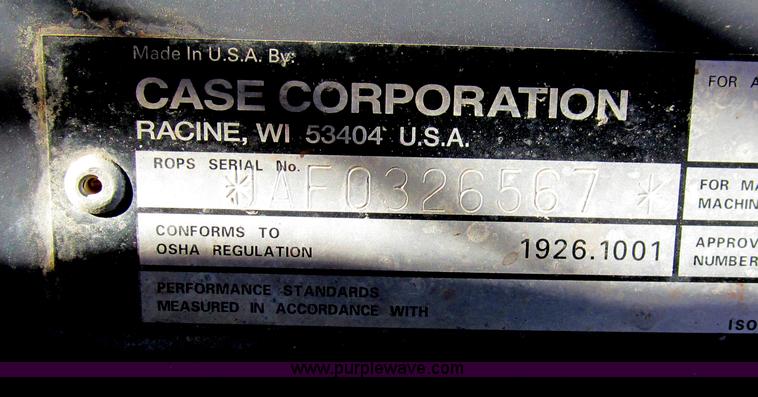 Made In U.S.A. By:
CASE CORPORATION
RACINE, WI 53404 U.S.A.
FOR A
ROPS SERIAL No.
*JAF0326567*
FOR MA
MACHIN
CONFORMS TO
OSHA REGULATION
1926.1001
APPROV
NUMBER
PERFORMANCE STANDARDS
MEASURED IN ACCORDANCE WITH
ISO
www.purplewave.com